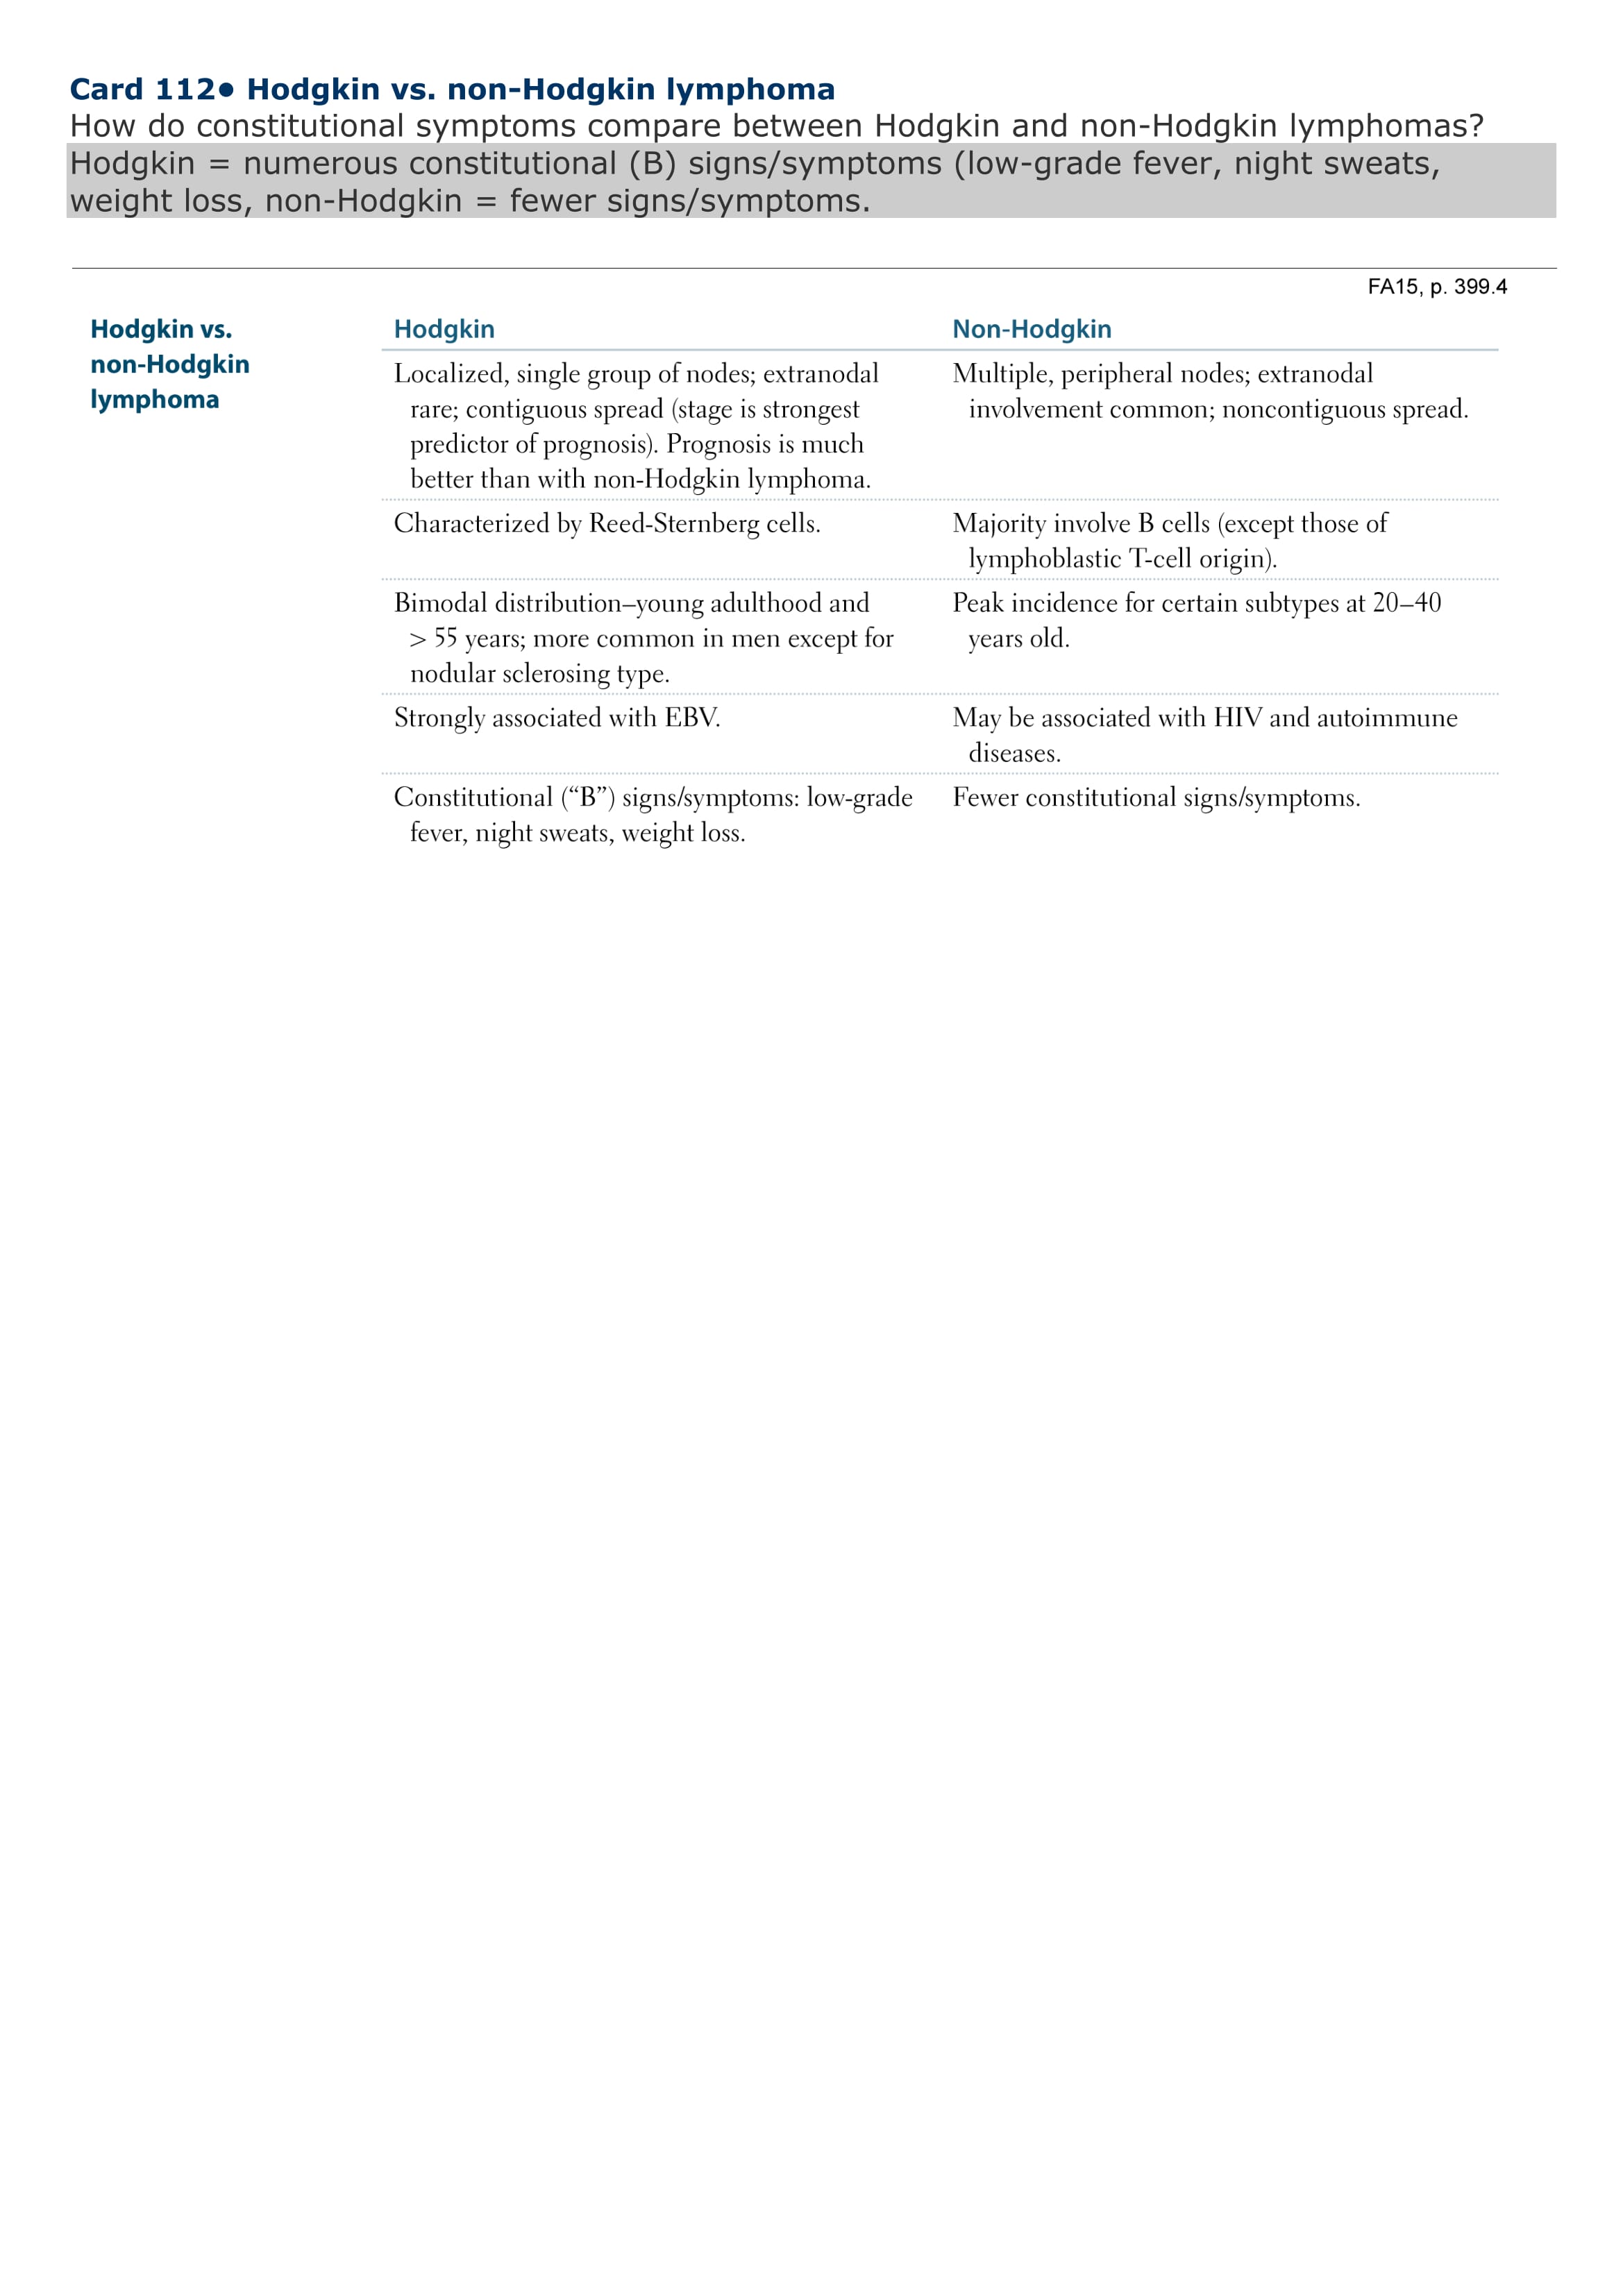 Card 112• Hodgkin vs. non-Hodgkin lymphoma
How do constitutional symptoms compare between Hodgkin and non-Hodgkin lymphomas?
Hodgkin = numerous constitutional (B) signs/symptoms (low-grade fever, night sweats,
weight loss, non-Hodgkin = fewer signs/symptoms.
FA15, p. 399.4
Hodgkin vs.
non-Hodgkin
lymphoma
Hodgkin
Localized, single group of nodes; extranodal
rare; contiguous spread (stage is strongest
predictor of prognosis). Prognosis is much
better than with non-Hodgkin lymphoma.
Non-Hodgkin
Multiple, peripheral nodes; extranodal
involvement common; noncontiguous spread.
Characterized by Reed-Sternberg cells.
Majority involve B cells (except those of
lymphoblastic T-cell origin).
Bimodal distribution–young adulthood and
> 55 years; more common in men except for
nodular sclerosing type.
Peak incidence for certain subtypes at 20–40
years old.
Strongly associated with EBV.
May be associated with HIV and autoimmune
diseases.
Constitutional (“B”) signs/symptoms: low-grade
fever, night sweats, weight loss.
Fewer constitutional signs/symptoms.